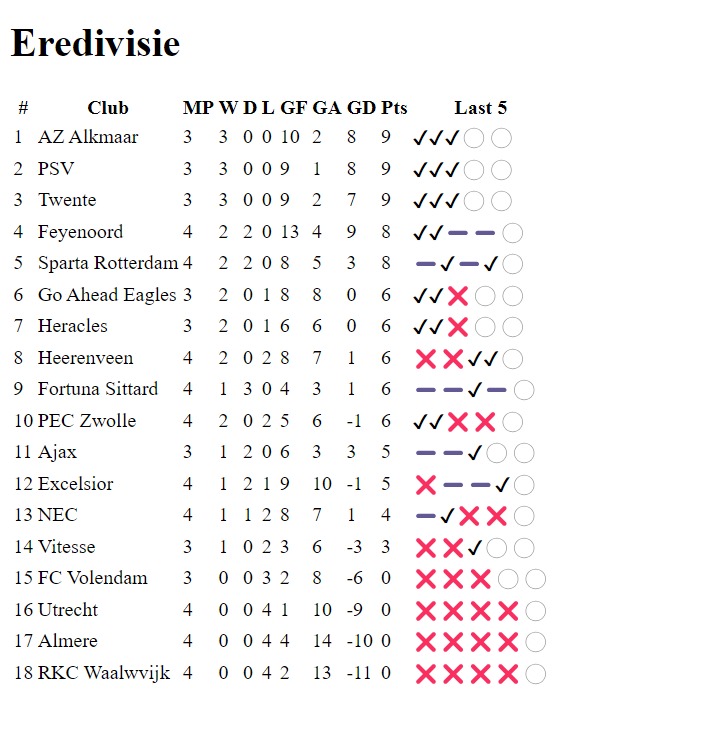 Eredivisie
# Club MP W D L GF GA GD Pts Last 5
1 AZ Alkmaar 3 3 0 0 10 2 8 9 ✓✓✓○○
2 PSV 3 3 0 0 9 1 8 9 ✓✓✓○○
3 Twente 3 3 0 0 9 2 7 9 ✓✓✓○○
4 Feyenoord 4 2 2 0 13 4 9 8 ✓✓––○
5 Sparta Rotterdam 4 2 2 0 8 5 3 8 –✓–✓○
6 Go Ahead Eagles 3 2 0 1 8 8 0 6 ✓✓❌○○
7 Heracles 3 2 0 1 6 6 0 6 ✓✓❌○○
8 Heerenveen 4 2 0 2 8 7 1 6 ❌❌✓✓○
9 Fortuna Sittard 4 1 3 0 4 3 1 6 ––✓–○
10 PEC Zwolle 4 2 0 2 5 6 -1 6 ✓✓❌❌○
11 Ajax 3 1 2 0 6 3 3 5 ––✓○○
12 Excelsior 4 1 2 1 9 10 -1 5 ❌––✓○
13 NEC 4 1 1 2 8 7 1 4 –✓❌❌○
14 Vitesse 3 1 0 2 3 6 -3 3 ❌❌✓○○
15 FC Volendam 3 0 0 3 2 8 -6 0 ❌❌❌○○
16 Utrecht 4 0 0 4 1 10 -9 0 ❌❌❌❌○
17 Almere 4 0 0 4 4 14 -10 0 ❌❌❌❌○
18 RKC Waalwvijk 4 0 0 4 2 13 -11 0 ❌❌❌❌○